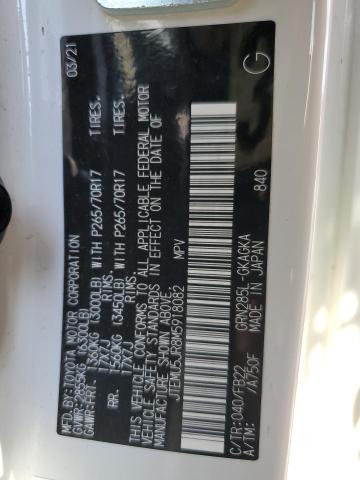 MFD.BY:TOYOTA MOTOR CORPORATION 03/21
GVWR:2855KG (6300LB)
GAWR:FRT. 1360KG (3000LB) WITH P265/70R17 TIRES.
17X7J RIMS.
RR. 1560KG (3450LB) WITH P265/70R17 TIRES.
17X7J RIMS.
THIS VEHICLE CONFORMS TO ALL APPLICABLE FEDERAL MOTOR
VEHICLE SAFETY STANDARDS IN EFFECT ON THE DATE OF
MANUFACTURE SHOWN ABOVE.
JTEMU5JR8M5918082 MPV
C/TR:040/FB22 GRN285L-GKAGKA 840
A/TM: /A750F MADE IN JAPAN
G